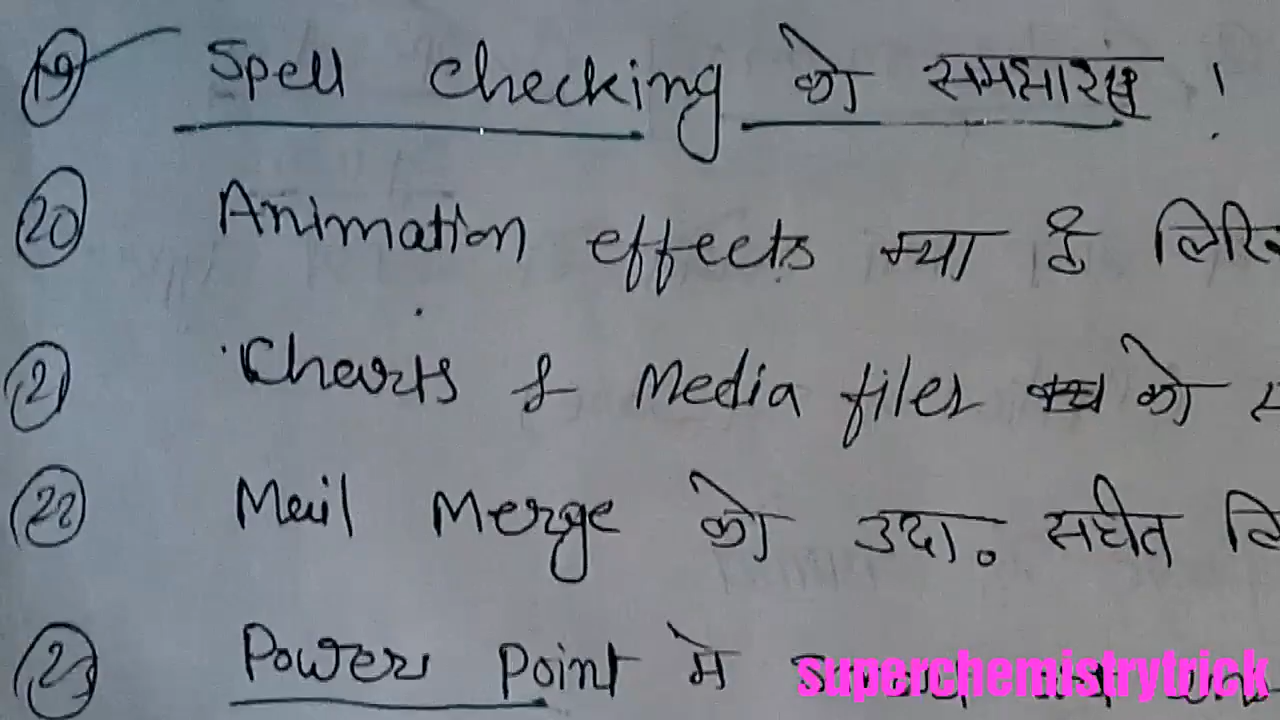 19 Spell checking को समझाइए ।
20 Animation effects क्या है लिखि
21 Charts & Media files को स
22 Mail Merge को उदा. सहीत लि
23 Power Point मे
superchemistrytrick